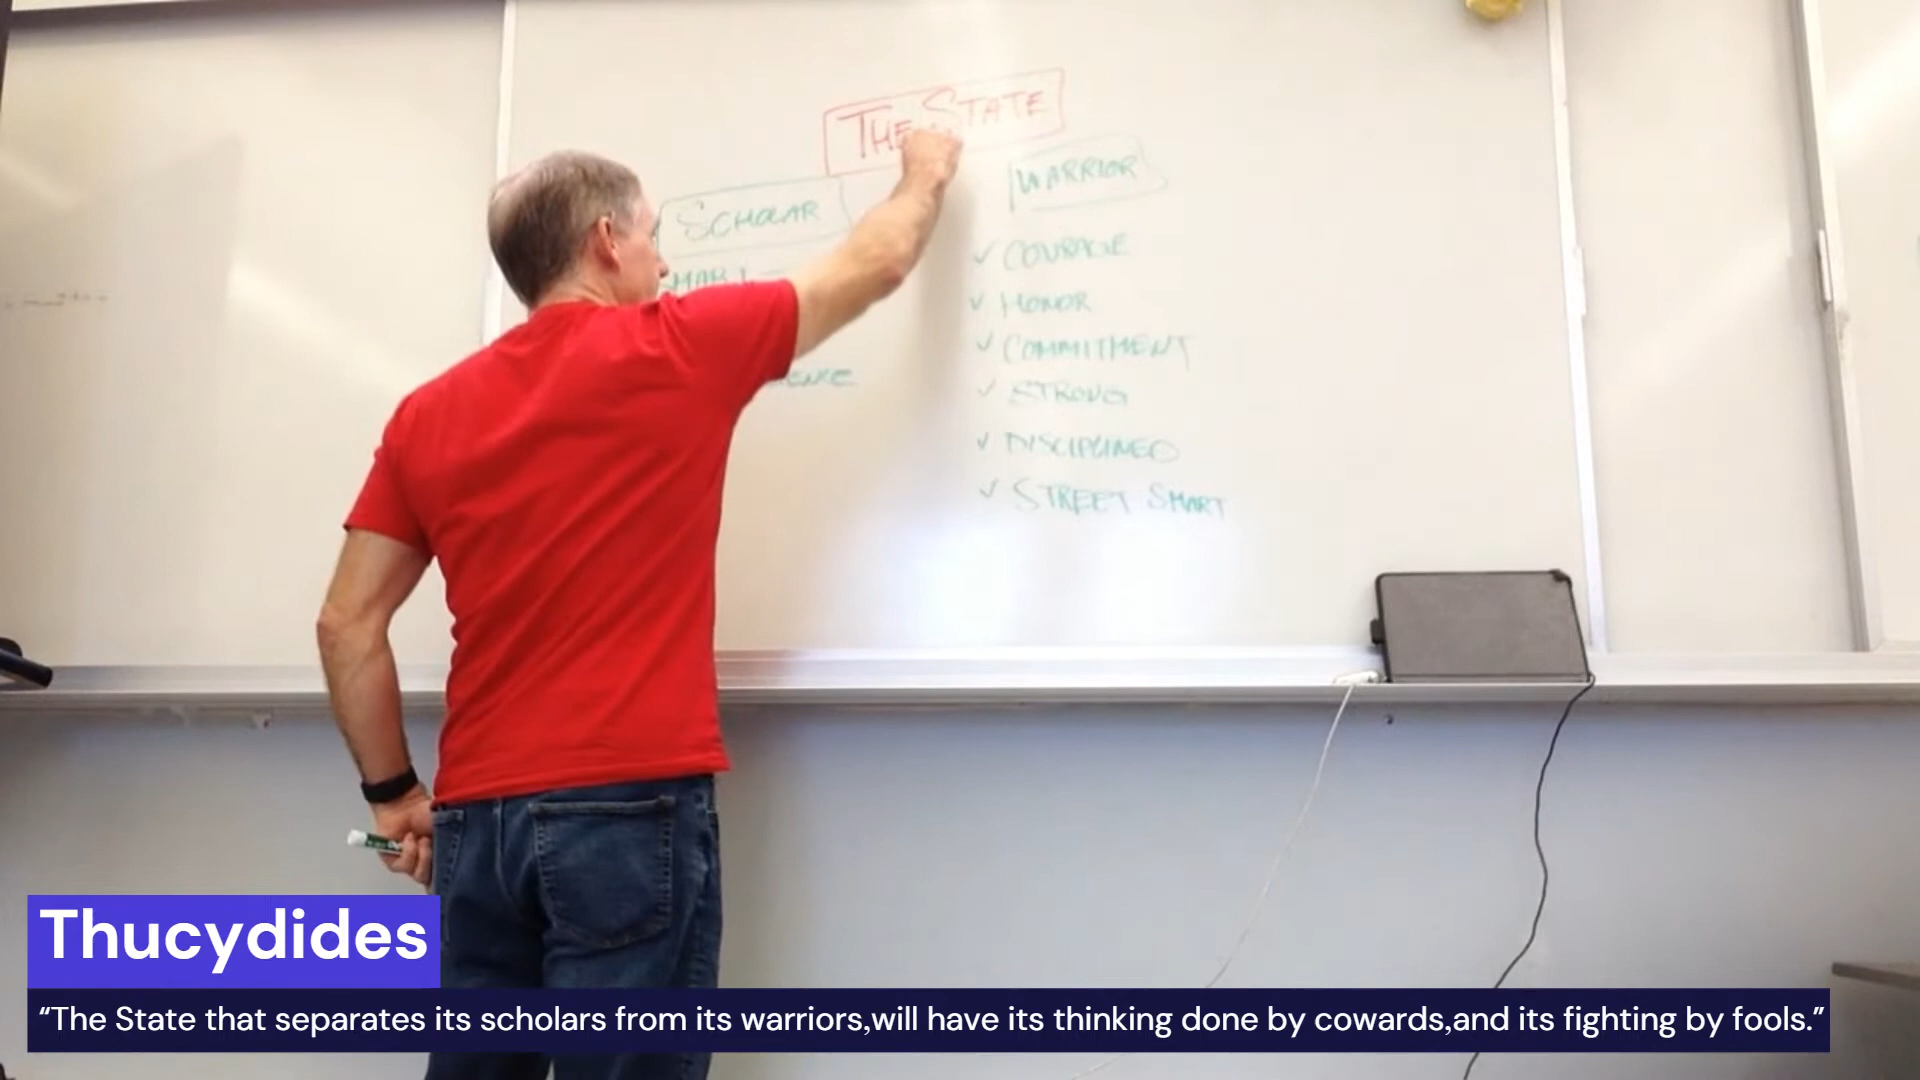 THE STATE
SCHOLAR
WARRIOR
COURAGE
HONOR
COMMITMENT
STRONG
DISCIPLINED
STREET SMART
Thucydides
“The State that separates its scholars from its warriors,will have its thinking done by cowards,and its fighting by fools.”